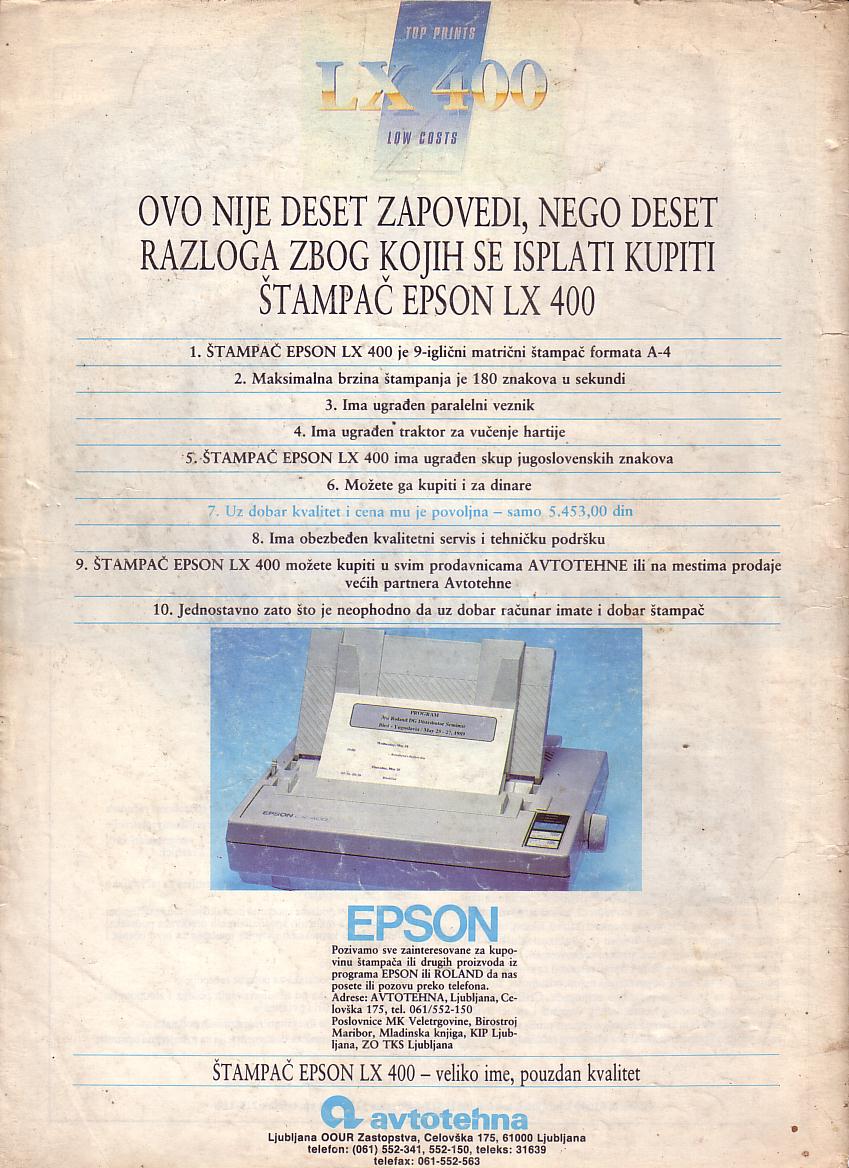 TOP PRINTS
LX 400
LOW COSTS
OVO NIJE DESET ZAPOVEDI, NEGO DESET
RAZLOGA ZBOG KOJIH SE ISPLATI KUPITI
ŠTAMPAČ EPSON LX 400
1. ŠTAMPAČ EPSON LX 400 je 9-iglični matrični štampač formata A-4
2. Maksimalna brzina štampanja je 180 znakova u sekundi
3. Ima ugrađen paralelni veznik
4. Ima ugrađen traktor za vučenje hartije
5. ŠTAMPAČ EPSON LX 400 ima ugrađen skup jugoslovenskih znakova
6. Možete ga kupiti i za dinare
7. Uz dobar kvalitet i cena mu je povoljna – samo 5.453,00 din
8. Ima obezbeđen kvalitetni servis i tehničku podršku
9. ŠTAMPAČ EPSON LX 400 možete kupiti u svim prodavnicama AVTOTEHNE ili na mestima prodaje
većih partnera Avtotehne
10. Jednostavno zato što je neophodno da uz dobar računar imate i dobar štampač
PROGRAM
Roland DG Distributor Seminar
Bled - Yugoslavia / May 25 - 27, 1989
EPSON LX-400
EPSON
Pozivamo sve zainteresovane za kupo-
vinu štampača ili drugih proizvoda iz
programa EPSON ili ROLAND da nas
posete ili pozovu preko telefona.
Adrese: AVTOTEHNA, Ljubljana, Ce-
lovška 175, tel. 061/552-150
Poslovnice MK Veletrgovine, Birostroj
Maribor, Mladinska knjiga, KIP Ljub-
ljana, ZO TKS Ljubljana
ŠTAMPAČ EPSON LX 400 – veliko ime, pouzdan kvalitet
avtotehna
Ljubljana OOUR Zastopstva, Celovška 175, 61000 Ljubljana
telefon: (061) 552-341, 552-150, teleks: 31639
telefax: 061-552-563